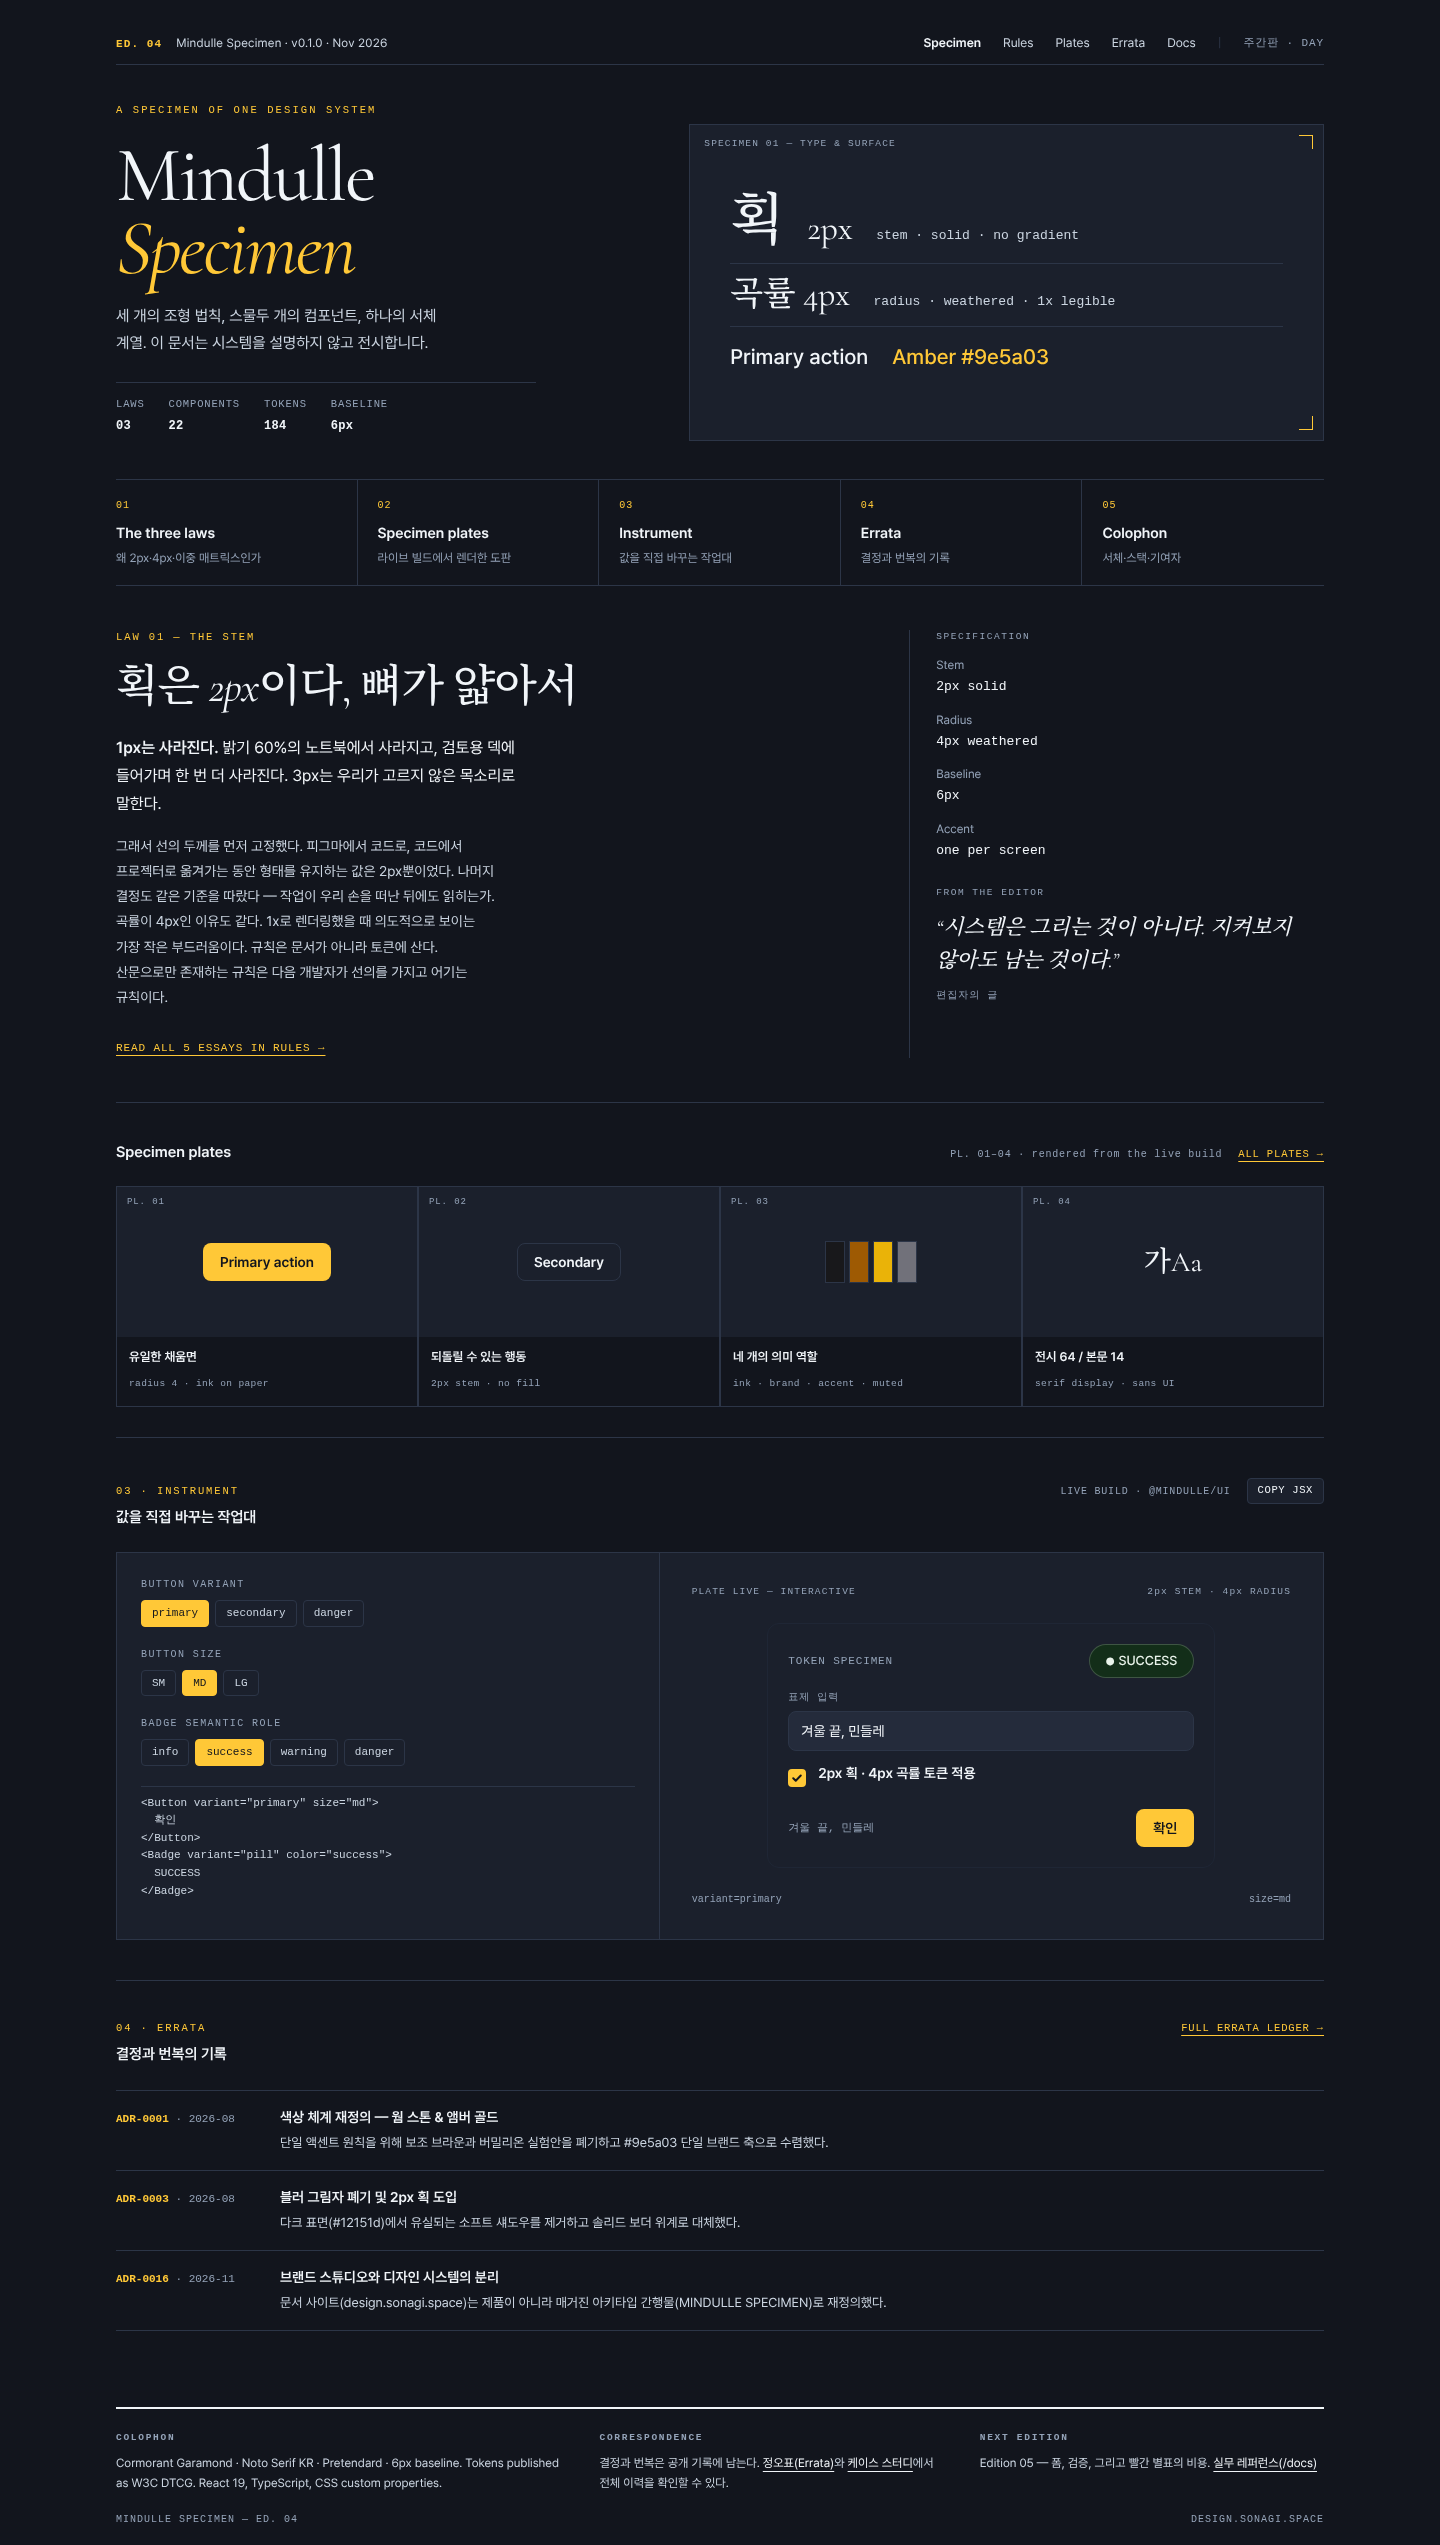 ED. 04 Mindulle Specimen · v0.1.0 · Nov 2026
Specimen Rules Plates Errata Docs 주간판 · DAY
A SPECIMEN OF ONE DESIGN SYSTEM
Mindulle
Specimen
세 개의 조형 법칙, 스물두 개의 컴포넌트, 하나의 서체
계열. 이 문서는 시스템을 설명하지 않고 전시합니다.
LAWS COMPONENTS TOKENS BASELINE
03 22 184 6px
SPECIMEN 01 — TYPE & SURFACE
획 2px stem · solid · no gradient
곡률 4px radius · weathered · 1x legible
Primary action Amber #9e5a03
01
The three laws
왜 2px·4px·이중 매트릭스인가
02
Specimen plates
라이브 빌드에서 렌더한 도판
03
Instrument
값을 직접 바꾸는 작업대
04
Errata
결정과 번복의 기록
05
Colophon
서체·스택·기여자
LAW 01 — THE STEM
획은 2px이다, 뼈가 얇아서
1px는 사라진다. 밝기 60%의 노트북에서 사라지고, 검토용 덱에
들어가며 한 번 더 사라진다. 3px는 우리가 고르지 않은 목소리로
말한다.
그래서 선의 두께를 먼저 고정했다. 피그마에서 코드로, 코드에서
프로젝터로 옮겨가는 동안 형태를 유지하는 값은 2px뿐이었다. 나머지
결정도 같은 기준을 따랐다 — 작업이 우리 손을 떠난 뒤에도 읽히는가.
곡률이 4px인 이유도 같다. 1x로 렌더링했을 때 의도적으로 보이는
가장 작은 부드러움이다. 규칙은 문서가 아니라 토큰에 산다.
산문으로만 존재하는 규칙은 다음 개발자가 선의를 가지고 어기는
규칙이다.
READ ALL 5 ESSAYS IN RULES →
SPECIFICATION
Stem
2px solid
Radius
4px weathered
Baseline
6px
Accent
one per screen
FROM THE EDITOR
“시스템은 그리는 것이 아니다. 지켜보지
않아도 남는 것이다.”
편집자의 글
Specimen plates
PL. 01–04 · rendered from the live build ALL PLATES →
PL. 01
Primary action
유일한 채움면
radius 4 · ink on paper
PL. 02
Secondary
되돌릴 수 있는 행동
2px stem · no fill
PL. 03
네 개의 의미 역할
ink · brand · accent · muted
PL. 04
가Aa
전시 64 / 본문 14
serif display · sans UI
03 · INSTRUMENT
값을 직접 바꾸는 작업대
LIVE BUILD · @MINDULLE/UI COPY JSX
BUTTON VARIANT
primary secondary danger
BUTTON SIZE
SM MD LG
BADGE SEMANTIC ROLE
info success warning danger
<Button variant="primary" size="md">
확인
</Button>
<Badge variant="pill" color="success">
SUCCESS
</Badge>
PLATE LIVE — INTERACTIVE 2px STEM · 4px RADIUS
TOKEN SPECIMEN ● SUCCESS
표제 입력
겨울 끝, 민들레
2px 획 · 4px 곡률 토큰 적용
겨울 끝, 민들레 확인
variant=primary size=md
04 · ERRATA
결정과 번복의 기록
FULL ERRATA LEDGER →
ADR-0001 · 2026-08 색상 체계 재정의 — 웜 스톤 & 앰버 골드
단일 액센트 원칙을 위해 보조 브라운과 버밀리온 실험안을 폐기하고 #9e5a03 단일 브랜드 축으로 수렴했다.
ADR-0003 · 2026-08 블러 그림자 폐기 및 2px 획 도입
다크 표면(#12151d)에서 유실되는 소프트 섀도우를 제거하고 솔리드 보더 위계로 대체했다.
ADR-0016 · 2026-11 브랜드 스튜디오와 디자인 시스템의 분리
문서 사이트(design.sonagi.space)는 제품이 아니라 매거진 아키타입 간행물(MINDULLE SPECIMEN)로 재정의했다.
COLOPHON
Cormorant Garamond · Noto Serif KR · Pretendard · 6px baseline. Tokens published
as W3C DTCG. React 19, TypeScript, CSS custom properties.
CORRESPONDENCE
결정과 번복은 공개 기록에 남는다. 정오표(Errata)와 케이스 스터디에서
전체 이력을 확인할 수 있다.
NEXT EDITION
Edition 05 — 폼, 검증, 그리고 빨간 별표의 비용. 실무 레퍼런스(/docs)
MINDULLE SPECIMEN — ED. 04
DESIGN.SONAGI.SPACE